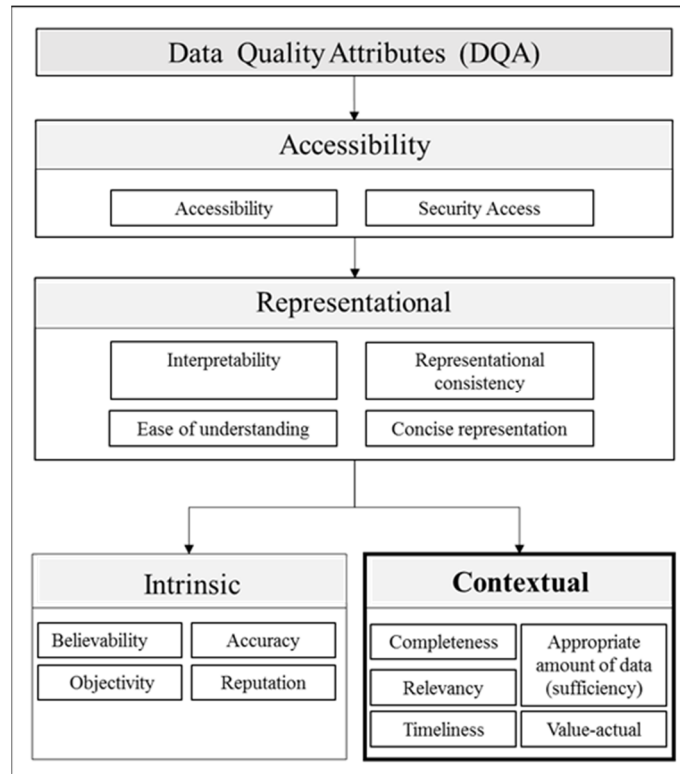 Data Quality Attributes (DQA)
Accessibility
Accessibility
Security Access
Representational
Interpretability
Representational
consistency
Ease of understanding
Concise representation
Intrinsic
Believability
Accuracy
Objectivity
Reputation
Contextual
Completeness
Appropriate
amount of data
(sufficiency)
Relevancy
Timeliness
Value-actual